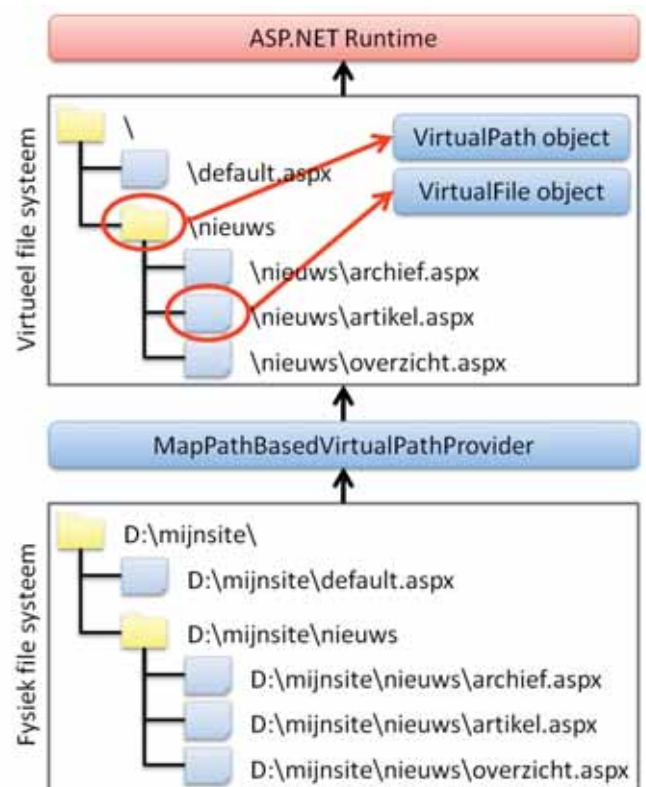 ASP.NET Runtime
Virtueel file systeem
\
\default.aspx
\nieuws
\nieuws\archief.aspx
\nieuws\artikel.aspx
\nieuws\overzicht.aspx
VirtualPath object
VirtualFile object
MapPathBasedVirtualPathProvider
Fysiek file systeem
D:\mijnsite\
D:\mijnsite\default.aspx
D:\mijnsite\nieuws
D:\mijnsite\nieuws\archief.aspx
D:\mijnsite\nieuws\artikel.aspx
D:\mijnsite\nieuws\overzicht.aspx